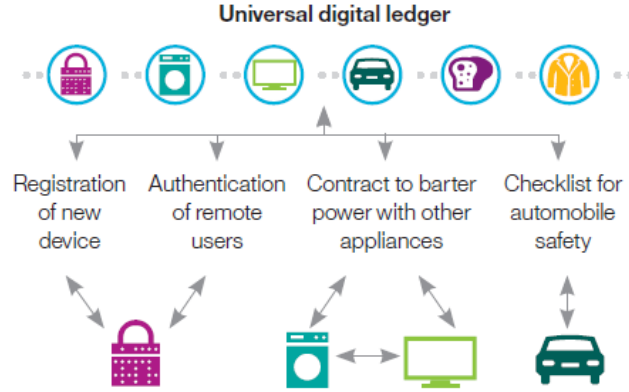 Universal digital ledger
Registration
of new
device
Authentication
of remote
users
Contract to barter
power with other
appliances
Checklist for
automobile
safety